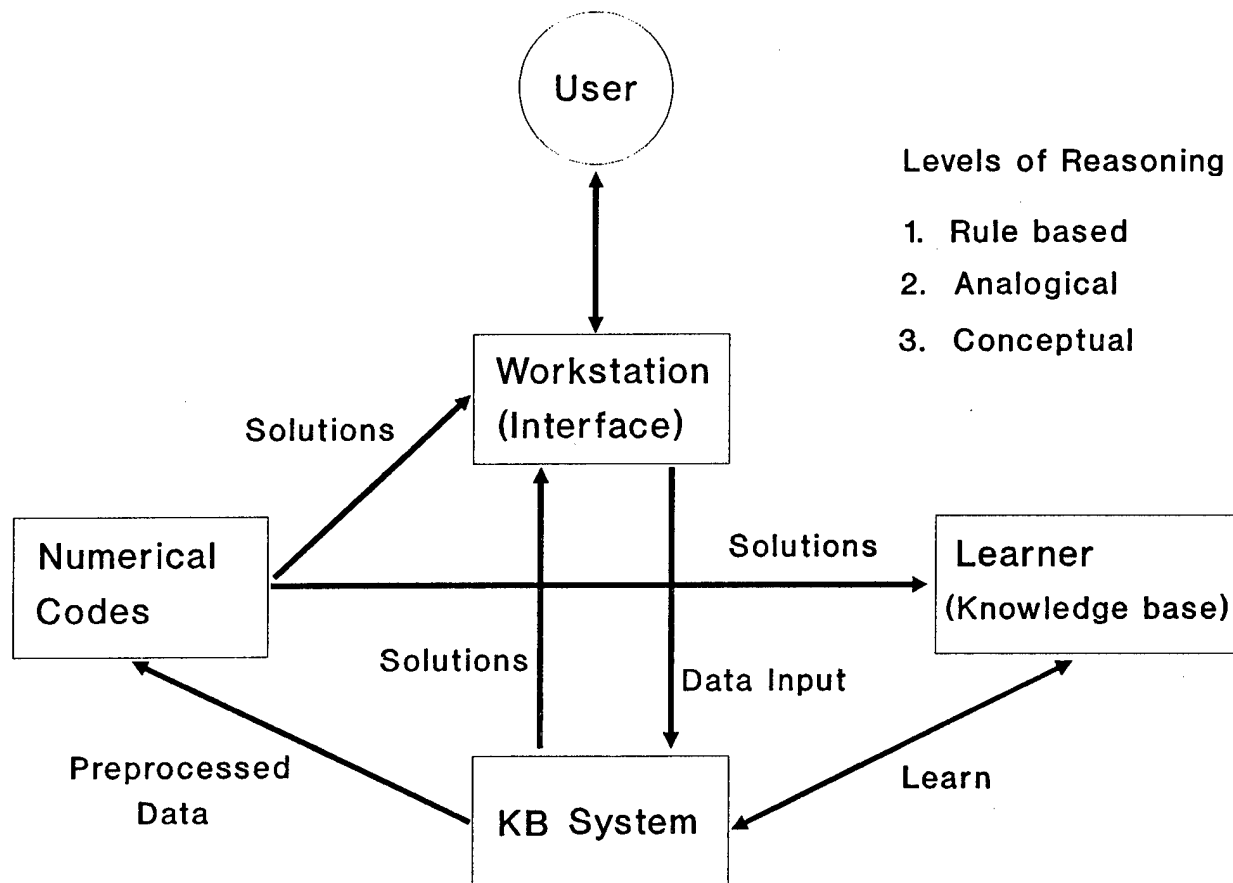 User
Levels of Reasoning
1. Rule based
2. Analogical
3. Conceptual
Workstation
(Interface)
Solutions
Numerical
Codes
Solutions
Learner
(Knowledge base)
Solutions
Data Input
Preprocessed
Data
KB System
Learn